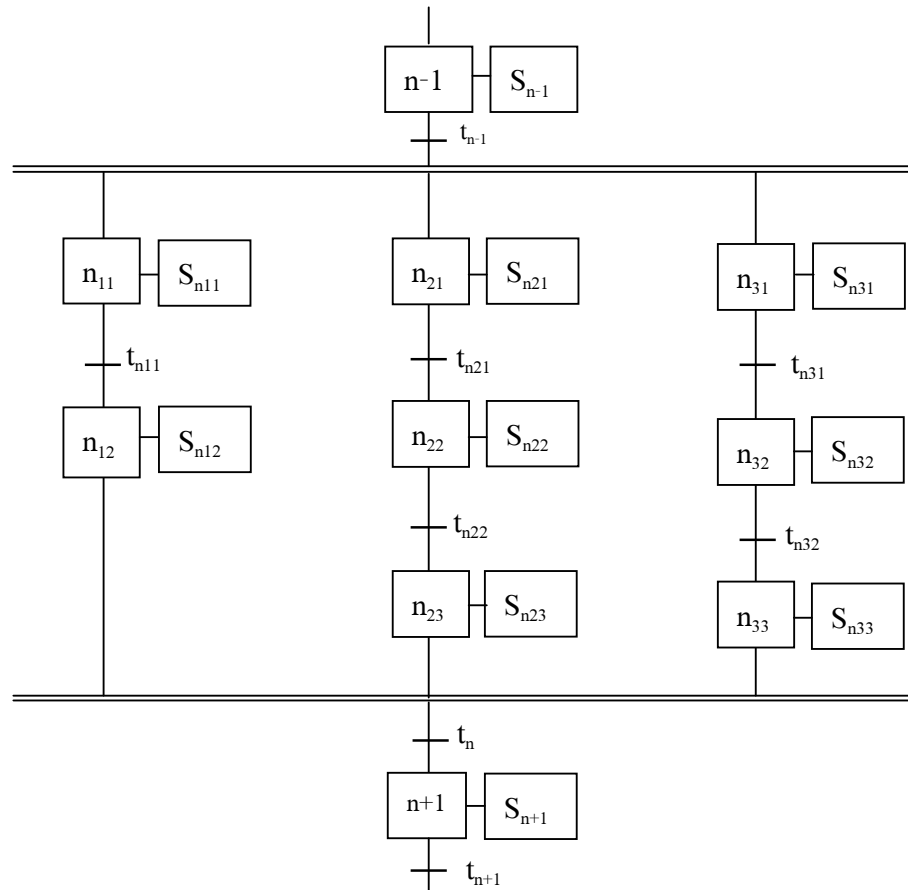 n-1 S_{n-1}
t_{n-1}
n_{11} S_{n11} n_{21} S_{n21} n_{31} S_{n31}
t_{n11} t_{n21} t_{n31}
n_{12} S_{n12} n_{22} S_{n22} n_{32} S_{n32}
t_{n22} t_{n32}
n_{23} S_{n23} n_{33} S_{n33}
t_{n}
n+1 S_{n+1}
t_{n+1}